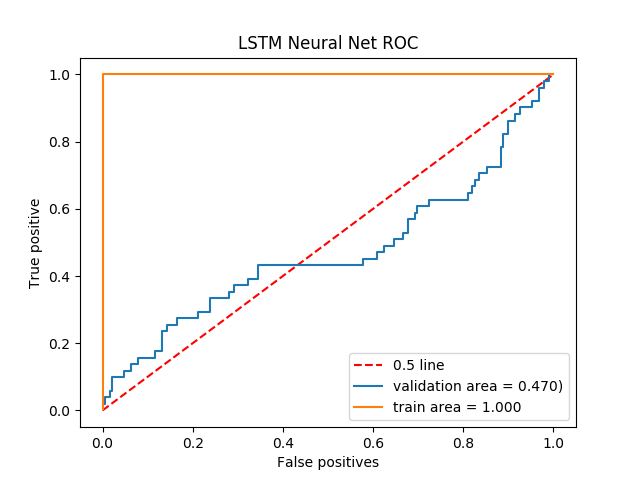 LSTM Neural Net ROC
1.0
0.8
0.6
0.4
0.2
0.0
True positive
0.5 line
validation area = 0.470)
train area = 1.000
0.0 0.2 0.4 0.6 0.8 1.0
False positives